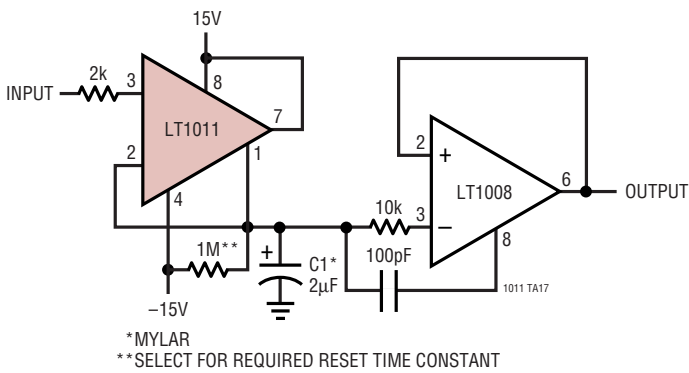 15V
2k
INPUT
3
8
LT1011
7
2
1
4
1M**
–15V
+
C1*
2µF
10k
100pF
2
+
3
–
LT1008
6
8
OUTPUT
1011 TA17
*MYLAR
**SELECT FOR REQUIRED RESET TIME CONSTANT